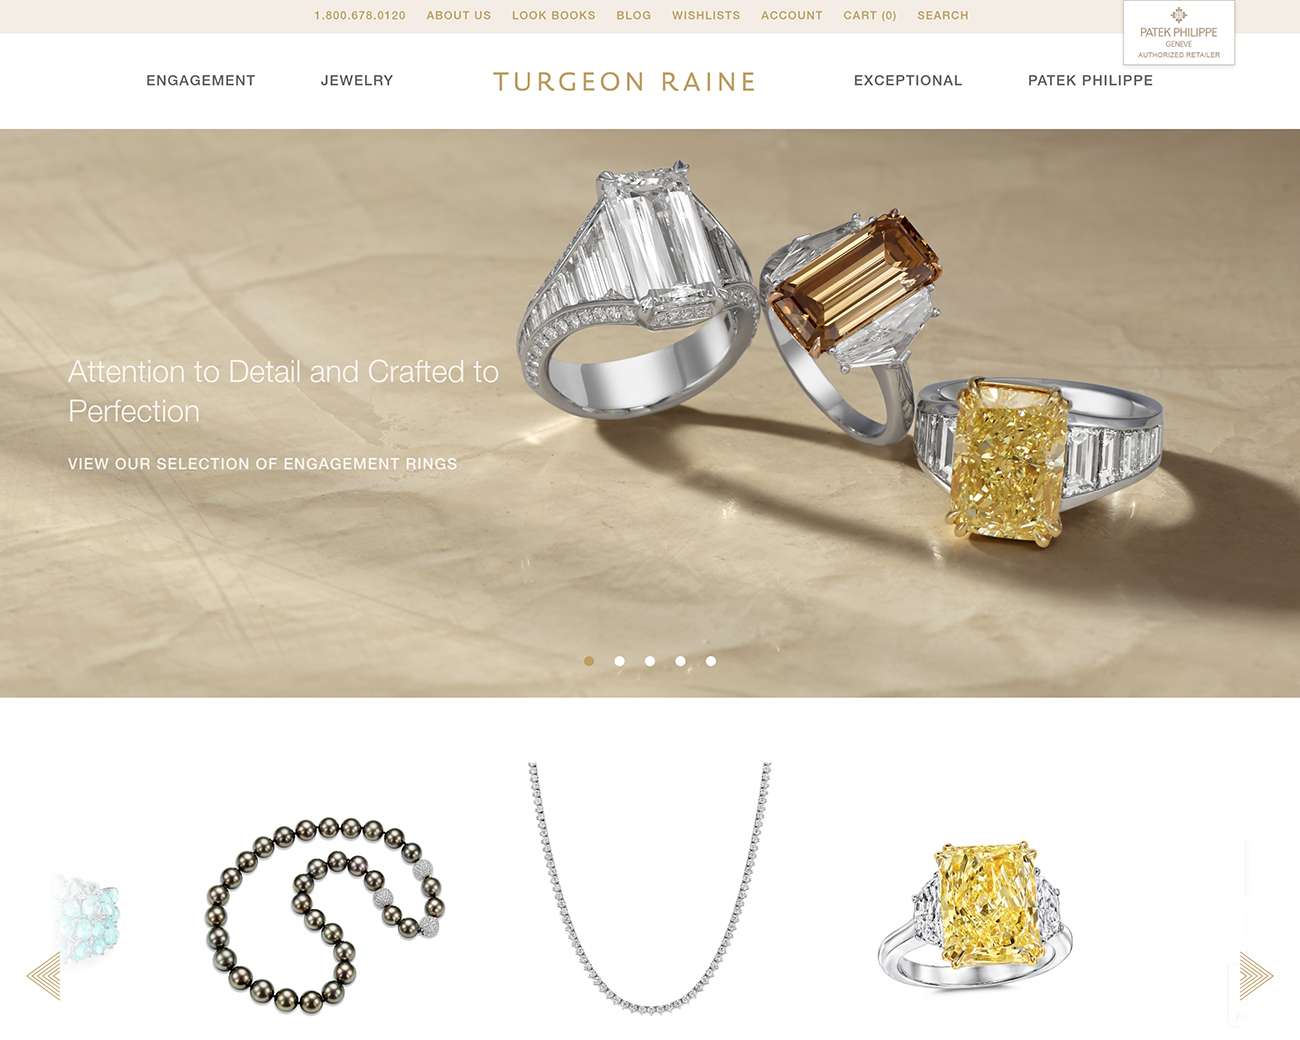 1.800.678.0120 ABOUT US LOOK BOOKS BLOG WISHLISTS ACCOUNT CART (0) SEARCH
PATEK PHILIPPE
GENEVE
AUTHORIZED RETAILER
ENGAGEMENT JEWELRY TURGEON RAINE EXCEPTIONAL PATEK PHILIPPE
Attention to Detail and Crafted to
Perfection
VIEW OUR SELECTION OF ENGAGEMENT RINGS